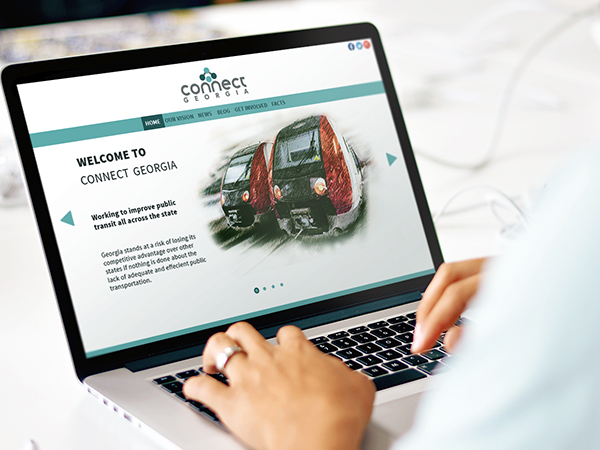 connect
GEORGIA
HOME OUR VISION NEWS BLOG GET INVOLVED FACTS
WELCOME TO
CONNECT GEORGIA
Working to improve public
transit all across the state
Georgia stands at a risk of losing its
competitive advantage over other
states if nothing is done about the
lack of adequate and effecient public
transportation.